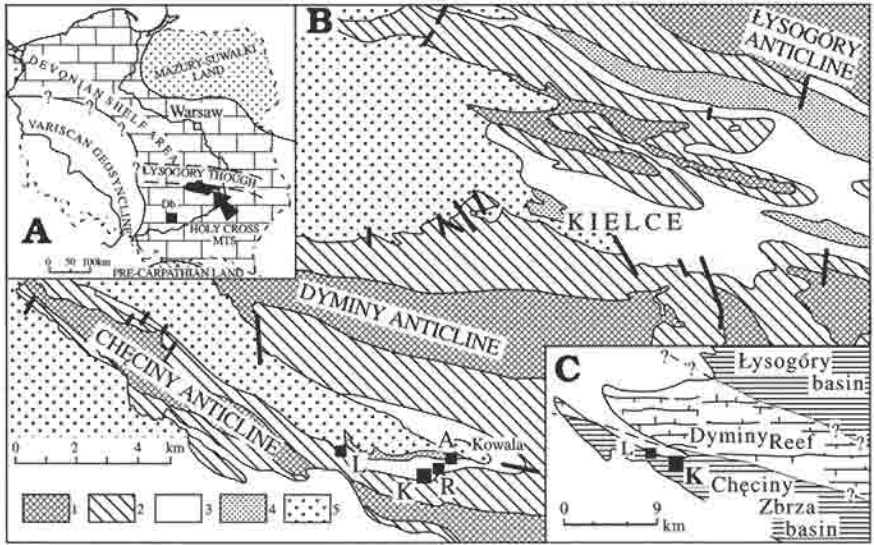 MAZURY-SUWALKI
LAND
DEVONIAN SHELF AREA
?
?
?
?
VARISCAN GEOSYNCLINE
Warsaw
ŁYSOGÓRY THOUGH
Db
HOLY CROSS
MTS
A
0 50 100km
PRE-CARPATHIAN LAND
B
ŁYSOGÓRY
ANTICLINE
KIELCE
DYMINY ANTICLINE
CHĘCINY ANTICLINE
0 2 4
km
A
Kowala
L
K
R
1 2 3 4 5
C
? ?
Łysogóry
basin
Dyminy Reef
?
L
K
Chęciny
Zbrza
basin
?
0 9
km